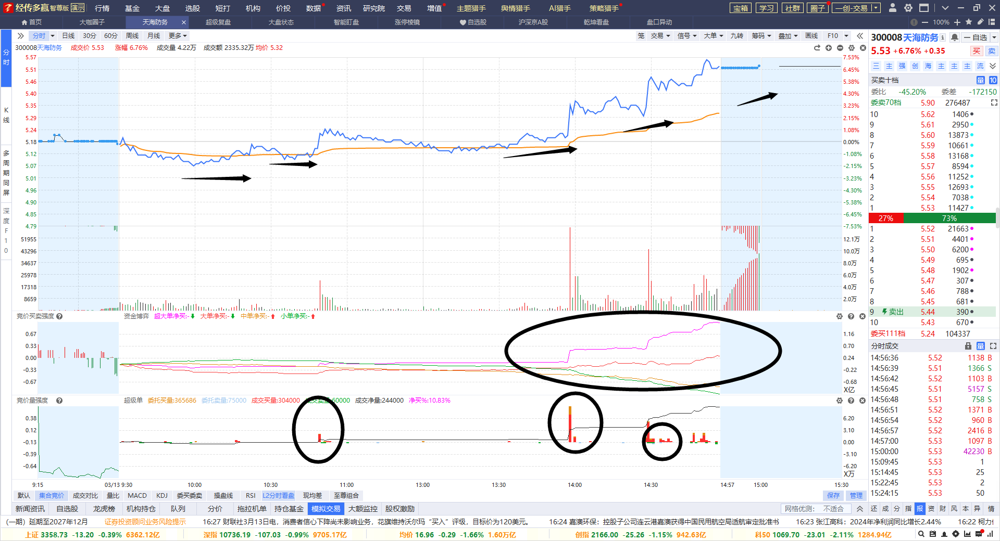 经传多赢 智尊版 演示 行情 基金 大盘 选股 短打 机构 价投 数据 资讯 研究院 交易 增值 主题猎手 舆情猎手 AI猎手 策略猎手 宝箱 学习 社群 圈子 一创-交易
首页 大咖圈子 天海防务 超级复盘 大盘状态 智能盯盘 涨停棱镜 自选股 沪深京A股 乾坤看盘 盘口异动 100%
分时 日线 30分 60分 周线 月线 更多 笼 交易 信号 大单 九转 筹码 叠加 画线 F10
300008天海防务 成交价 5.53 涨幅 6.76% 成交量 4.22万 成交额 2335.32万 均价 5.32
分时
K线
多周期同屏
深度F10
5.57 7.53%
5.51 6.45%
5.46 5.38%
5.40 4.30%
5.35 3.23%
5.29 2.15%
5.24 1.08%
5.18 0.00%
5.12 -1.08%
5.07 -2.15%
5.01 -3.23%
4.96 -4.30%
4.90 -5.38%
4.85 -6.45%
4.79 -7.53%
51955 12.1万
43296 10.0万
34637 8.0万
25978 6.0万
17318 4.0万
8659 2.0万
竞价买卖强度 资金博弈 超大单净买:- 大单净买:- 中单净买:- 小单净买:-
0.67 1.16
0.33 0.70
0.00 0.24
-0.33 -0.22
-0.67 -0.68
X亿
竞价量强度 超级单 委托买量:365686 委托卖量:75000 成交买量:304000 成交卖量:60000 成交净量:244000 净买%:10.83%
0.38 6.20
0.12 3.10
-0.13 0.00
-0.39 -3.10
-0.64 -6.20
X万
9:15 03/13 9:30 10:00 10:30 11:00 13:00 13:30 14:00 14:30 14:57 15:00 15:30
默认 集合竞价 成交对比 量比 MACD KDJ 委买委卖 操盘线 RSI L2分时看盘 现均差 至尊组合 保存 管理
新闻资讯 自选股 龙虎榜 机构持仓 队列 分价 拖拉机单 持仓基金 模拟交易 大额监控 股权激励 网格优测: 不适合
300008天海防务 自选
5.53 +6.76% +0.35 买 卖
三 主 强 创 海 主 主 主 流
买卖十档 量 10
委比 -45.20% 委差 -172150
委卖70档 5.90 276487
10 5.62 1406
9 5.61 2950
8 5.60 13873
7 5.59 10661
6 5.58 13168
5 5.57 8594
4 5.56 11252
3 5.55 12693
2 5.54 7038
1 5.53 11427
27% 73%
1 5.52 21663
2 5.51 4401
3 5.50 6200
4 5.49 695
5 5.48 1902
6 5.47 307
7 5.46 788
8 5.45 681
9 卖出 5.44 390
10 5.43 670
委买111档 5.24 104337
分时成交 量
14:56:36 5.52 1138 B
14:56:39 5.51 1366 S
14:56:42 5.52 1103 B
14:56:45 5.51 5157 S
14:56:48 5.51 758 S
14:56:51 5.52 1371 B
14:56:54 5.52 960 B
14:56:57 5.52 2416 B
14:57:00 5.53 1097 B
15:00:00 5.53 42230 B
15:09:45 5.53 1
15:14:45 5.53 25
15:22:45 5.53 2
15:24:15 5.53 50
还 成 分 指 报 资 财 风 本 异 情
(一期) 延期至2027年12月 证券投资顾问业务风险提示 16:27 财联社3月13日电，消费者信心下降尚未影响业务，花旗维持沃尔玛“买入”评级，目标价为120美元。 16:24 嘉澳环保：控股子公司连云港嘉澳获得中国民用航空局适航审定批准书 16:23 张江高科：2024年净利润同比增长2.44% 16:22 柯力
上证 3358.73 -13.20 -0.39% 6362.12亿 深指 10736.19 -107.03 -0.99% 9705.17亿 均价 16.96 -0.29 -1.66% 1.60万亿 创指 2166.00 -25.26 -1.15% 942.63亿 科50 1069.70 -23.01 -2.11% 1284.94亿